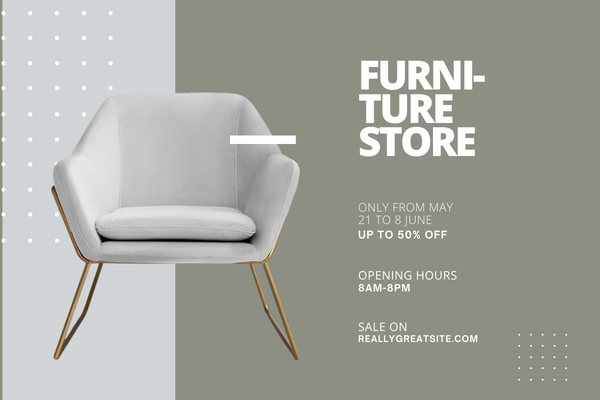 FURNI-
TURE
STORE
ONLY FROM MAY
21 TO 8 JUNE
UP TO 50% OFF
OPENING HOURS
8AM-8PM
SALE ON
REALLYGREATSITE.COM